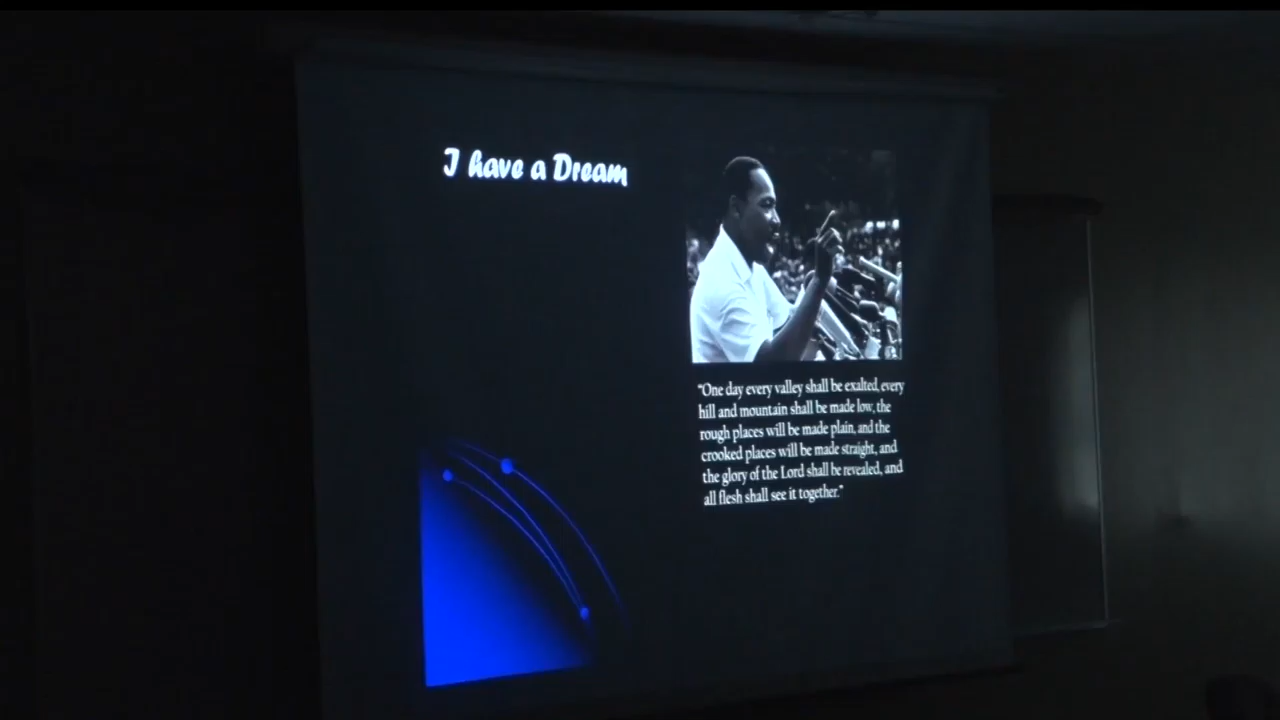 I have a Dream
"One day every valley shall be exalted, every
hill and mountain shall be made low, the
rough places will be made plain, and the
crooked places will be made straight, and
the glory of the Lord shall be revealed, and
all flesh shall see it together."